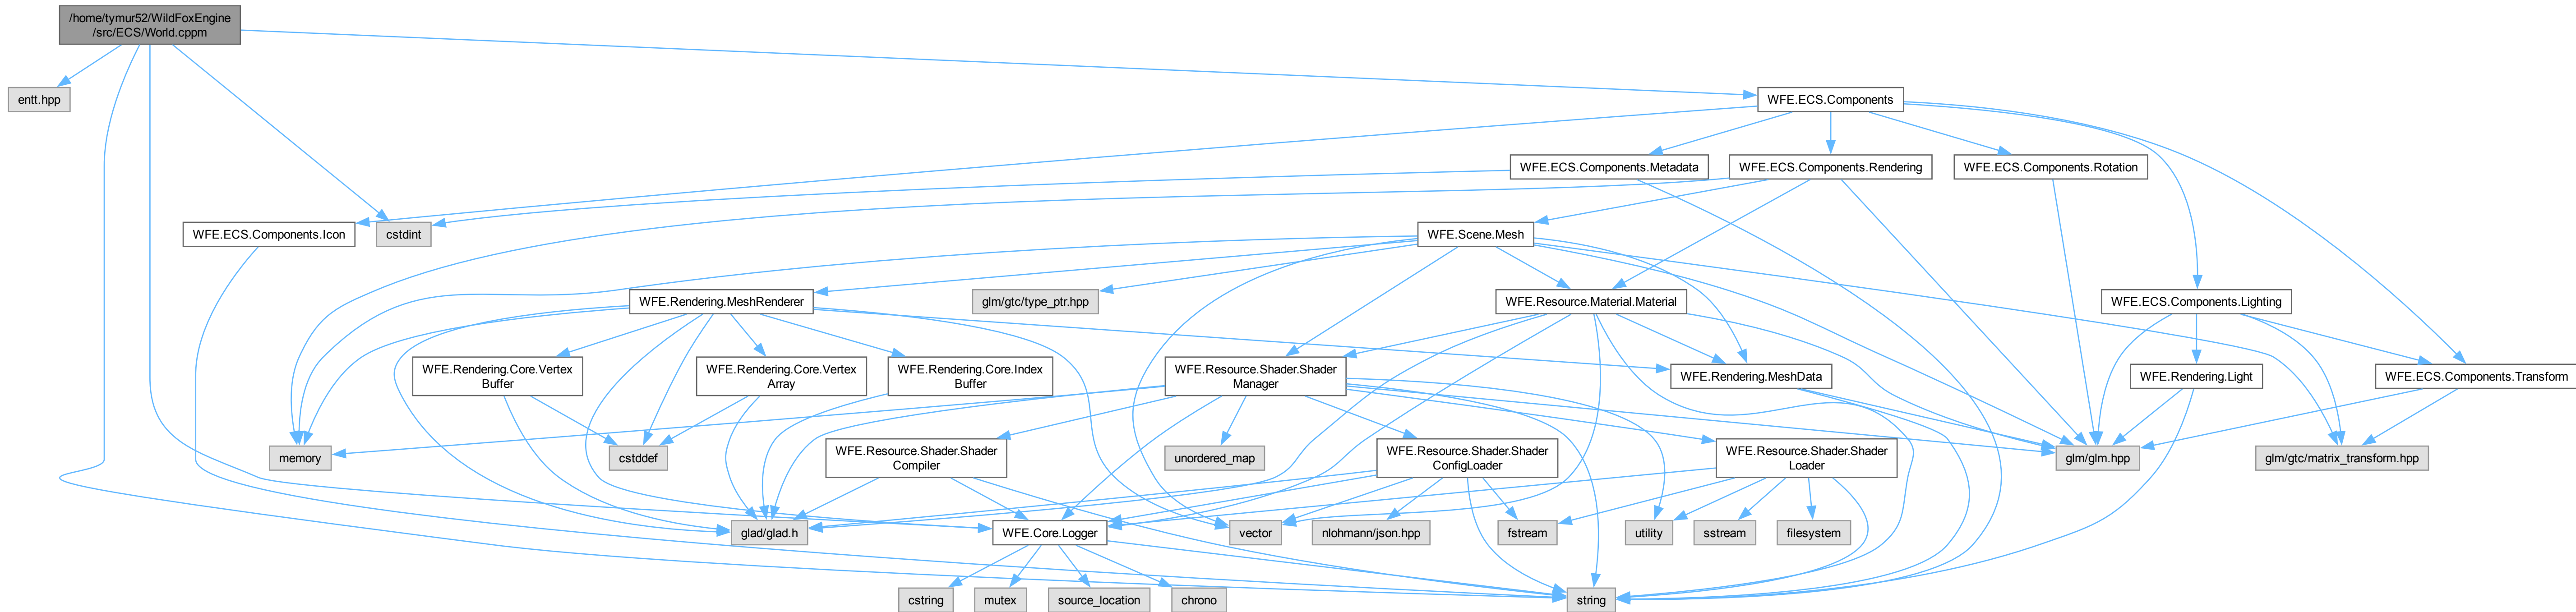 /home/tymur52/WildFoxEngine
/src/ECS/World.cppm
entt.hpp
WFE.ECS.Components
WFE.ECS.Components.Metadata
WFE.ECS.Components.Rendering
WFE.ECS.Components.Rotation
WFE.ECS.Components.Icon
cstdint
WFE.Scene.Mesh
WFE.Rendering.MeshRenderer
glm/gtc/type_ptr.hpp
WFE.Resource.Material.Material
WFE.ECS.Components.Lighting
WFE.Rendering.Core.Vertex
Buffer
WFE.Rendering.Core.Vertex
Array
WFE.Rendering.Core.Index
Buffer
WFE.Resource.Shader.Shader
Manager
WFE.Rendering.MeshData
WFE.Rendering.Light
WFE.ECS.Components.Transform
memory
cstddef
WFE.Resource.Shader.Shader
Compiler
unordered_map
WFE.Resource.Shader.Shader
ConfigLoader
WFE.Resource.Shader.Shader
Loader
glm/glm.hpp
glm/gtc/matrix_transform.hpp
glad/glad.h
WFE.Core.Logger
vector
nlohmann/json.hpp
fstream
utility
sstream
filesystem
cstring
mutex
source_location
chrono
string